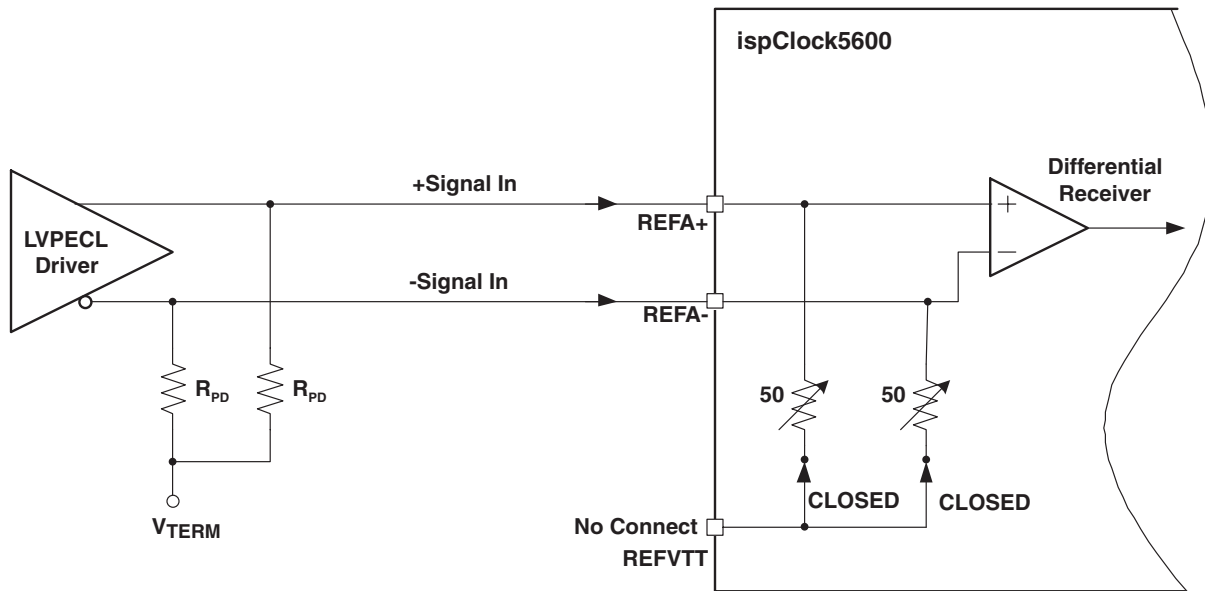 ispClock5600
Differential
Receiver
+Signal In
REFA+
+
−
LVPECL
Driver
-Signal In
REFA-
R_PD
R_PD
50
50
CLOSED
CLOSED
V_TERM
No Connect
REFVTT